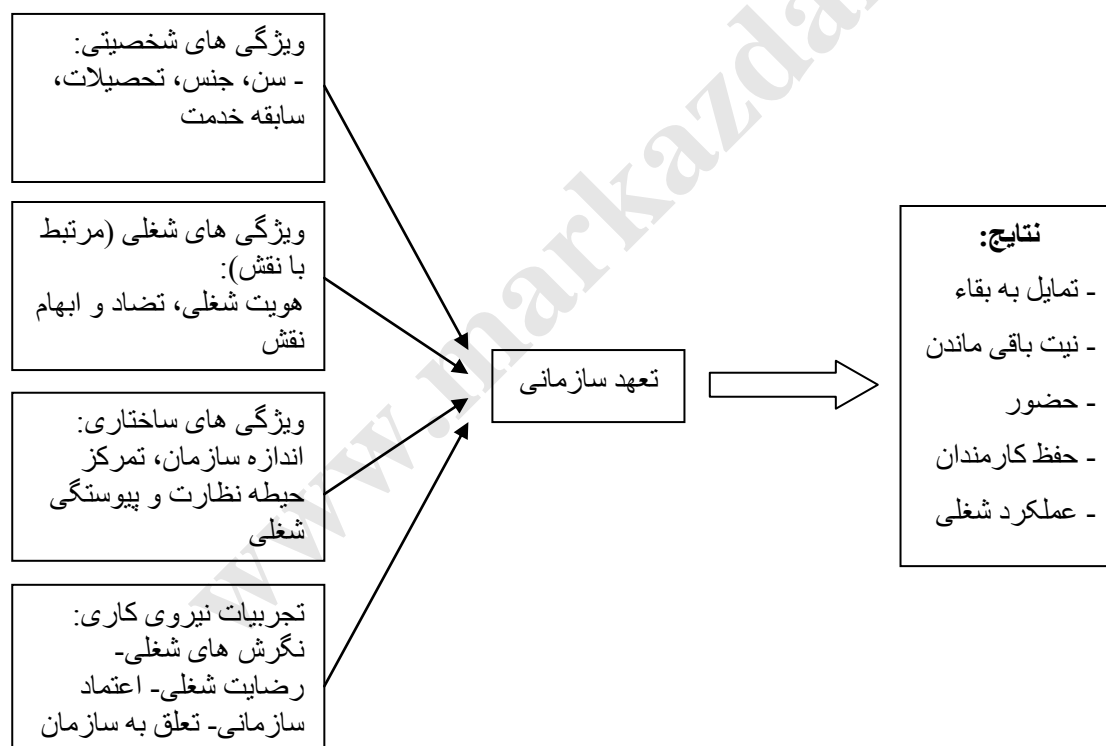 ویژگی های شخصیتی:
- سن، جنس، تحصیلات،
سابقه خدمت
ویژگی های شغلی (مرتبط
با نقش):
هویت شغلی، تضاد و ابهام
نقش
ویژگی های ساختاری:
اندازه سازمان، تمرکز
حیطه نظارت و پیوستگی
شغلی
تجربیات نیروی کاری:
نگرش های شغلی-
رضایت شغلی- اعتماد
سازمانی- تعلق به سازمان
تعهد سازمانی
نتایج:
- تمایل به بقاء
- نیت باقی ماندن
- حضور
- حفظ کارمندان
- عملکرد شغلی